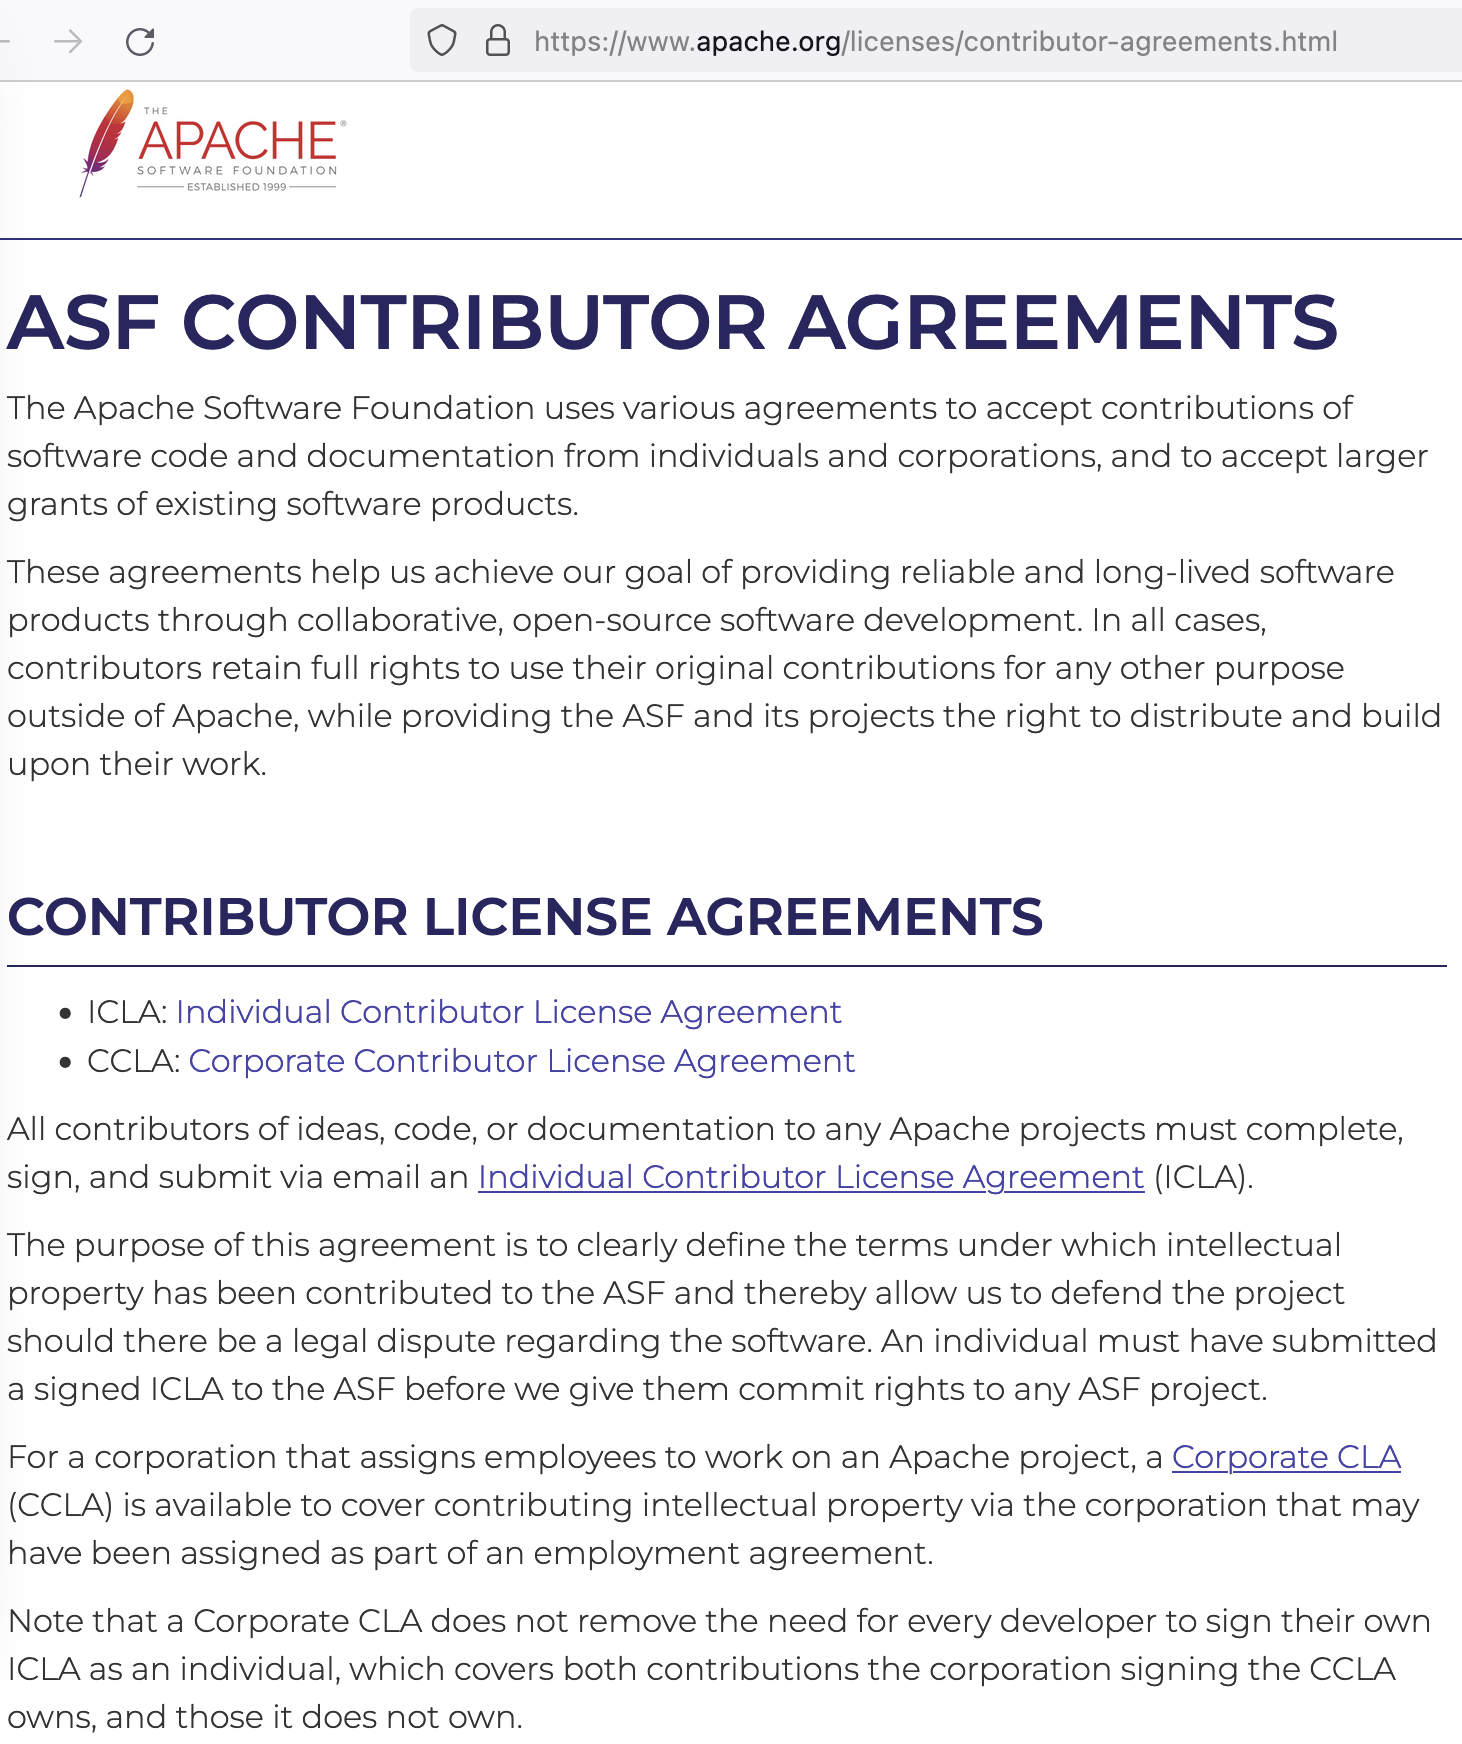 https://www.apache.org/licenses/contributor-agreements.html
THE
APACHE®
SOFTWARE FOUNDATION
ESTABLISHED 1999
ASF CONTRIBUTOR AGREEMENTS
The Apache Software Foundation uses various agreements to accept contributions of
software code and documentation from individuals and corporations, and to accept larger
grants of existing software products.
These agreements help us achieve our goal of providing reliable and long-lived software
products through collaborative, open-source software development. In all cases,
contributors retain full rights to use their original contributions for any other purpose
outside of Apache, while providing the ASF and its projects the right to distribute and build
upon their work.
CONTRIBUTOR LICENSE AGREEMENTS
• ICLA: Individual Contributor License Agreement
• CCLA: Corporate Contributor License Agreement
All contributors of ideas, code, or documentation to any Apache projects must complete,
sign, and submit via email an Individual Contributor License Agreement (ICLA).
The purpose of this agreement is to clearly define the terms under which intellectual
property has been contributed to the ASF and thereby allow us to defend the project
should there be a legal dispute regarding the software. An individual must have submitted
a signed ICLA to the ASF before we give them commit rights to any ASF project.
For a corporation that assigns employees to work on an Apache project, a Corporate CLA
(CCLA) is available to cover contributing intellectual property via the corporation that may
have been assigned as part of an employment agreement.
Note that a Corporate CLA does not remove the need for every developer to sign their own
ICLA as an individual, which covers both contributions the corporation signing the CCLA
owns, and those it does not own.